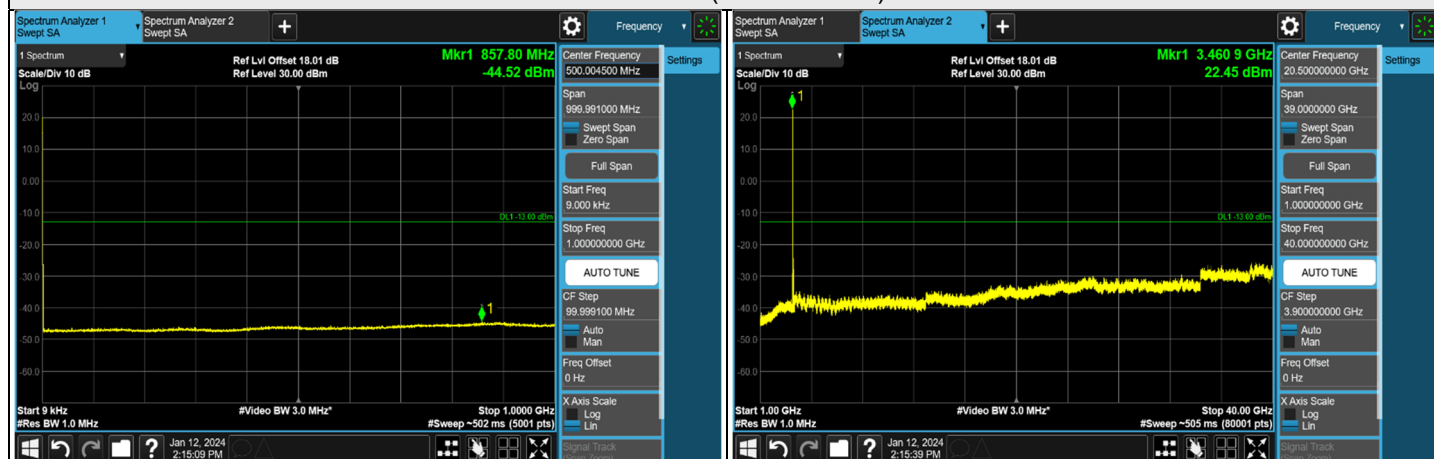 Spectrum Analyzer 1
Swept SA
Spectrum Analyzer 2
Swept SA
Frequency
1 Spectrum
Scale/Div 10 dB
Log
Ref Lvl Offset 18.01 dB
Ref Level 30.00 dBm
Mkr1 857.80 MHz
-44.52 dBm
1
20.0
10.0
0.00
-10.0
-20.0
-30.0
-40.0
-50.0
-60.0
DL1 -13.00 dBm
1
Start 9 kHz
#Res BW 1.0 MHz
#Video BW 3.0 MHz*
Stop 1.0000 GHz
#Sweep ~502 ms (5001 pts)
Center Frequency
500.004500 MHz
Settings
Span
999.991000 MHz
Swept Span
Zero Span
Full Span
Start Freq
9.000 kHz
Stop Freq
1.000000000 GHz
AUTO TUNE
CF Step
99.999100 MHz
Auto
Man
Freq Offset
0 Hz
X Axis Scale
Log
Lin
Signal Track
?
Jan 12, 2024
2:15:09 PM
Spectrum Analyzer 1
Swept SA
Spectrum Analyzer 2
Swept SA
Frequency
1 Spectrum
Scale/Div 10 dB
Log
Ref Lvl Offset 18.01 dB
Ref Level 30.00 dBm
Mkr1 3.460 9 GHz
22.45 dBm
1
20.0
10.0
0.00
-10.0
-20.0
-30.0
-40.0
-50.0
-60.0
DL1 -13.00 dBm
Start 1.00 GHz
#Res BW 1.0 MHz
#Video BW 3.0 MHz*
Stop 40.00 GHz
#Sweep ~505 ms (80001 pts)
Center Frequency
20.500000000 GHz
Settings
Span
39.0000000 GHz
Swept Span
Zero Span
Full Span
Start Freq
1.000000000 GHz
Stop Freq
40.000000000 GHz
AUTO TUNE
CF Step
3.900000000 GHz
Auto
Man
Freq Offset
0 Hz
X Axis Scale
Log
Lin
Signal Track
?
Jan 12, 2024
2:15:39 PM